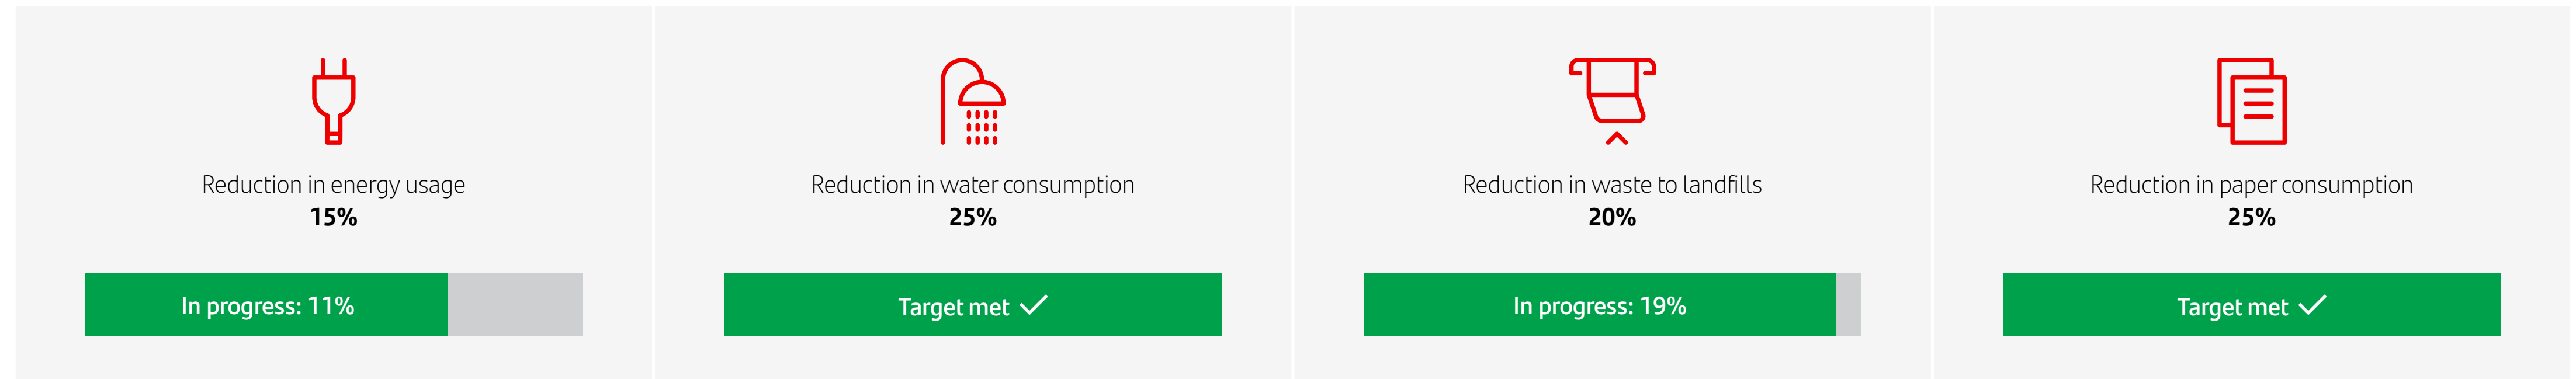 Reduction in energy usage
15%
In progress: 11%
Reduction in water consumption
25%
Target met ✓
Reduction in waste to landfills
20%
In progress: 19%
Reduction in paper consumption
25%
Target met ✓